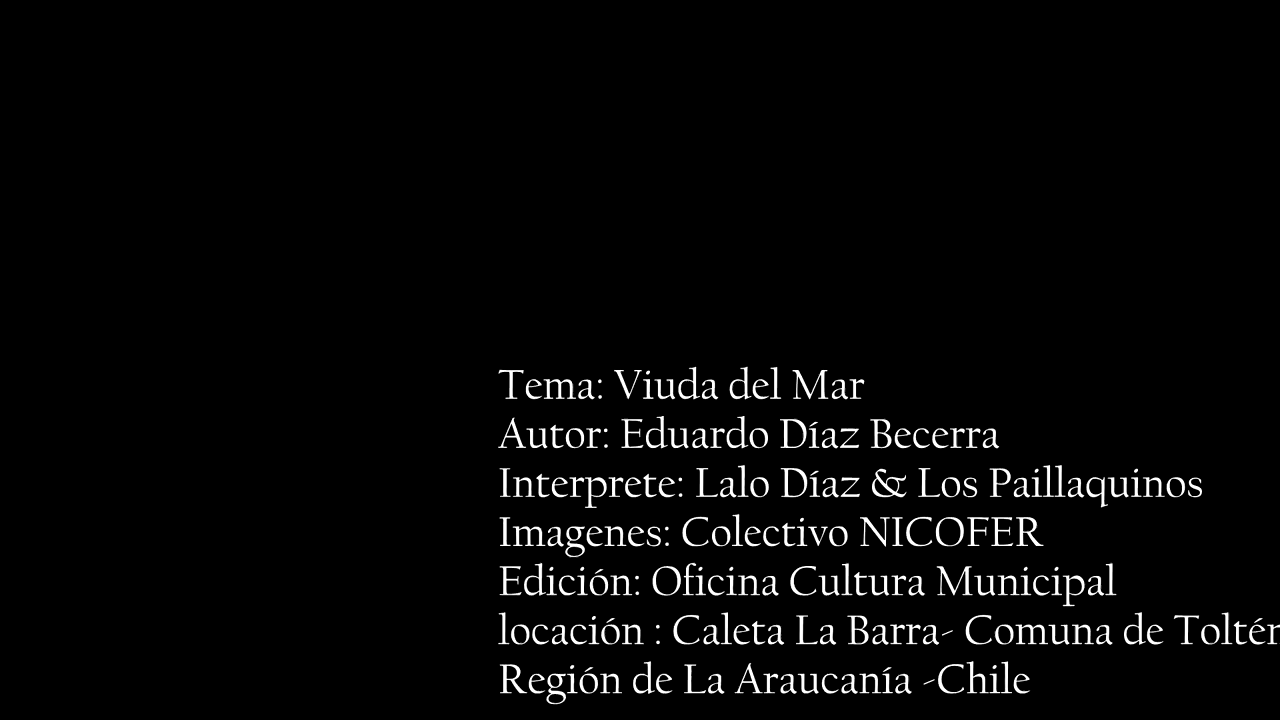 Tema: Viuda del Mar
Autor: Eduardo Díaz Becerra
Interprete: Lalo Díaz & Los Paillaquinos
Imagenes: Colectivo NICOFER
Edición: Oficina Cultura Municipal
locación : Caleta La Barra- Comuna de
Región de La Araucanía -Chile